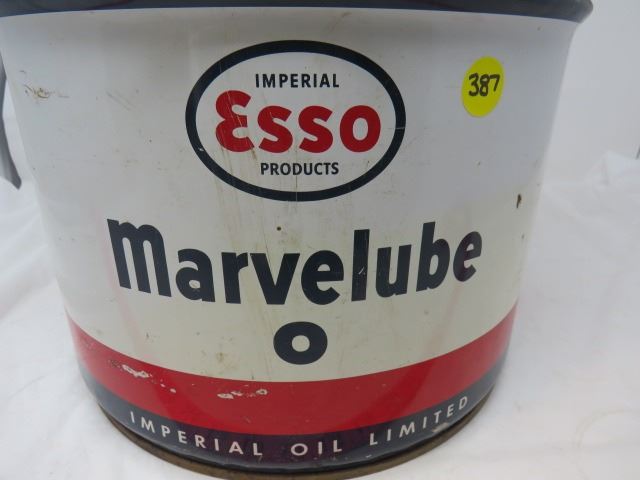 IMPERIAL
Esso
PRODUCTS
387
Marvelube
O
IMPERIAL OIL LIMITED